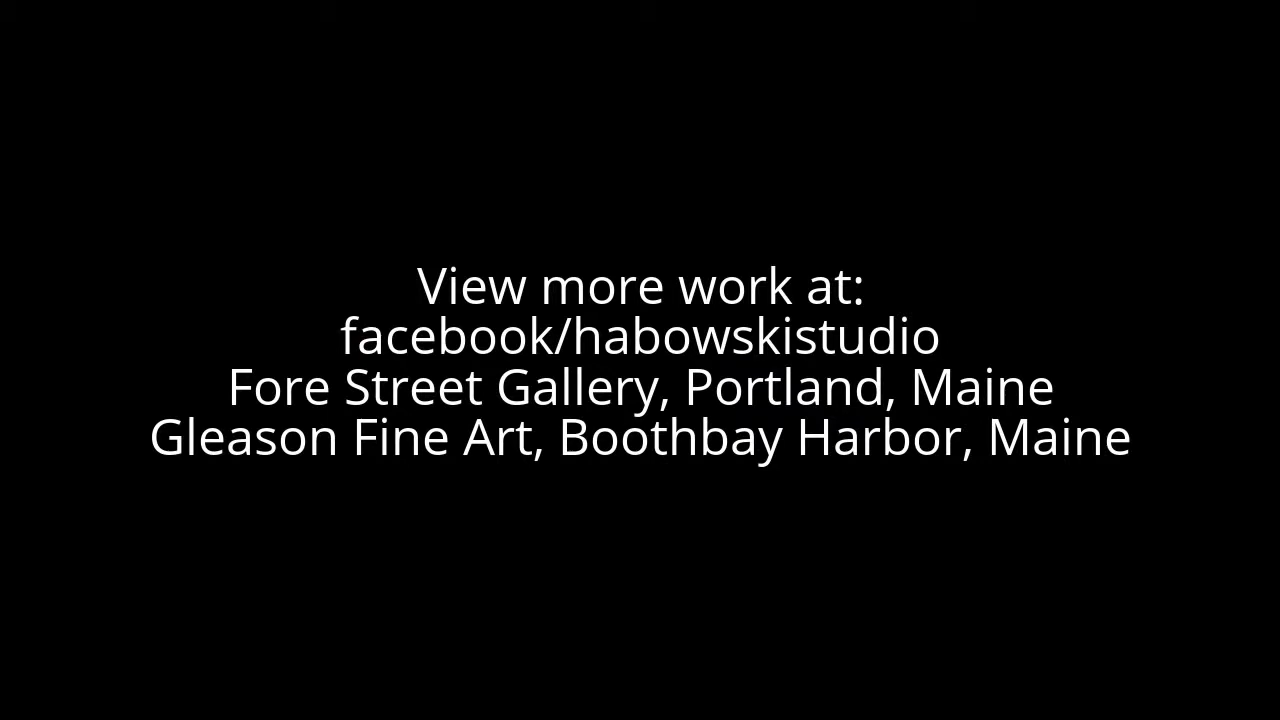 View more work at:
facebook/habowskistudio
Fore Street Gallery, Portland, Maine
Gleason Fine Art, Boothbay Harbor, Maine